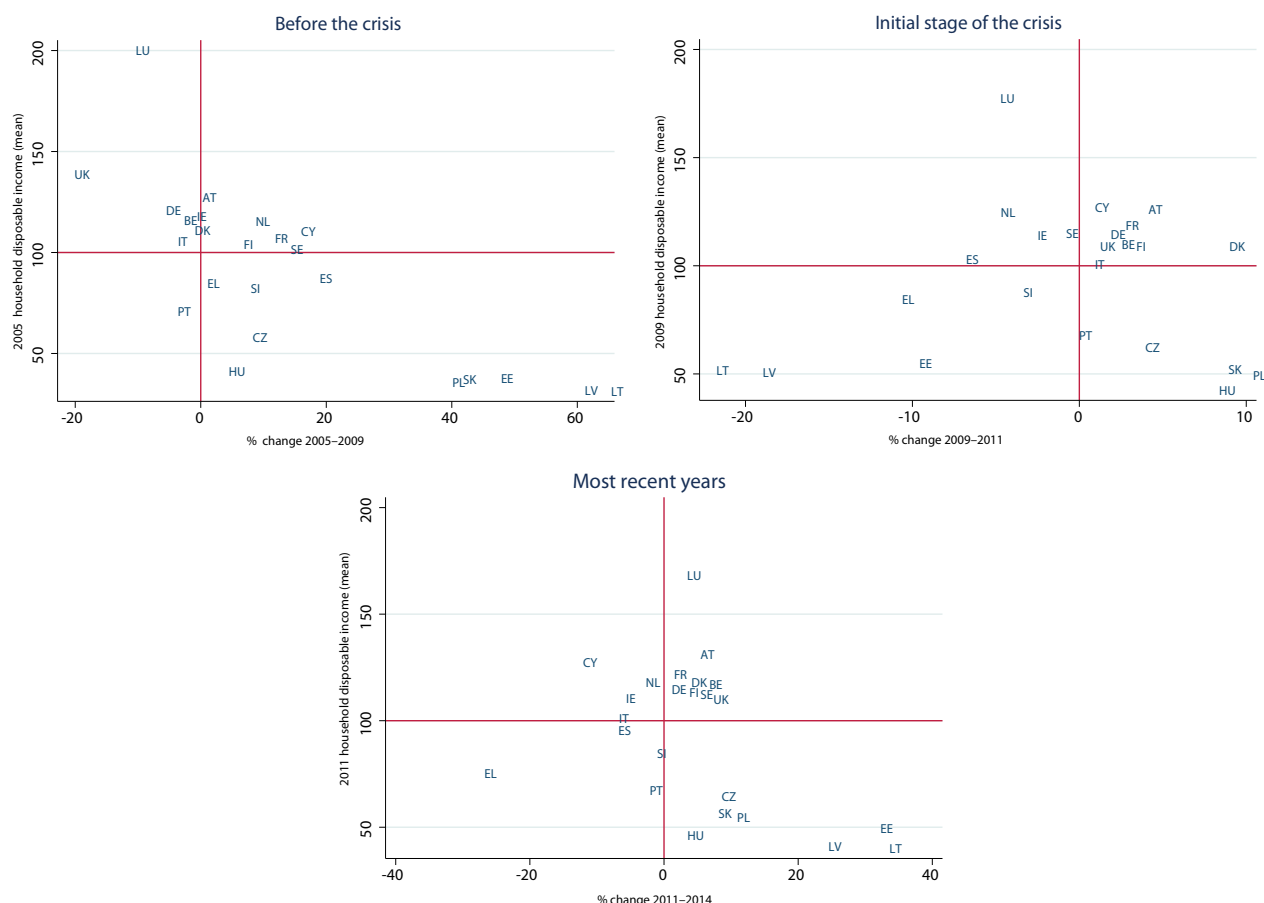 Before the crisis
2005 household disposable income (mean)
200
150
100
50
LU
UK
AT
DE
BE
IE
NL
DK
CY
IT
FI
FR
SE
EL
SI
ES
PT
CZ
HU
PL
SK
EE
LV
LT
-20
0
20
40
60
% change 2005–2009
Initial stage of the crisis
2009 household disposable income (mean)
200
150
100
50
LU
NL
CY
AT
IE
SE
FR
DE
UK
BE
FI
DK
ES
IT
EL
SI
PT
CZ
EE
LT
LV
SK
PL
HU
-20
-10
0
10
% change 2009–2011
Most recent years
2011 household disposable income (mean)
200
150
100
50
LU
CY
AT
NL
FR
DK
BE
DE
FI
SE
UK
IE
IT
ES
SI
EL
PT
CZ
SK
PL
HU
EE
LV
LT
-40
-20
0
20
40
% change 2011–2014